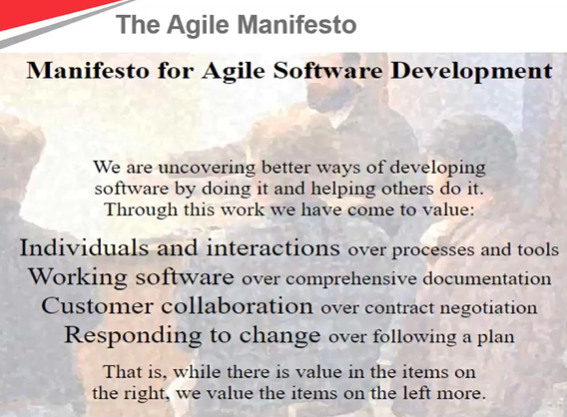 The Agile Manifesto
Manifesto for Agile Software Development
We are uncovering better ways of developing
software by doing it and helping others do it.
Through this work we have come to value:
Individuals and interactions over processes and tools
Working software over comprehensive documentation
Customer collaboration over contract negotiation
Responding to change over following a plan
That is, while there is value in the items on
the right, we value the items on the left more.